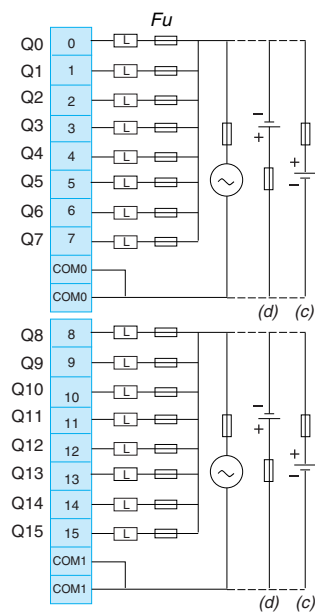 Fu
Q0 0 L
Q1 1 L
Q2 2 L
Q3 3 L
Q4 4 L
Q5 5 L
Q6 6 L
Q7 7 L
− + + −
COM0
COM0
(d) (c)
Q8 8 L
Q9 9 L
Q10 10 L
Q11 11 L
Q12 12 L
Q13 13 L
Q14 14 L
Q15 15 L
− + + −
COM1
COM1
(d) (c)